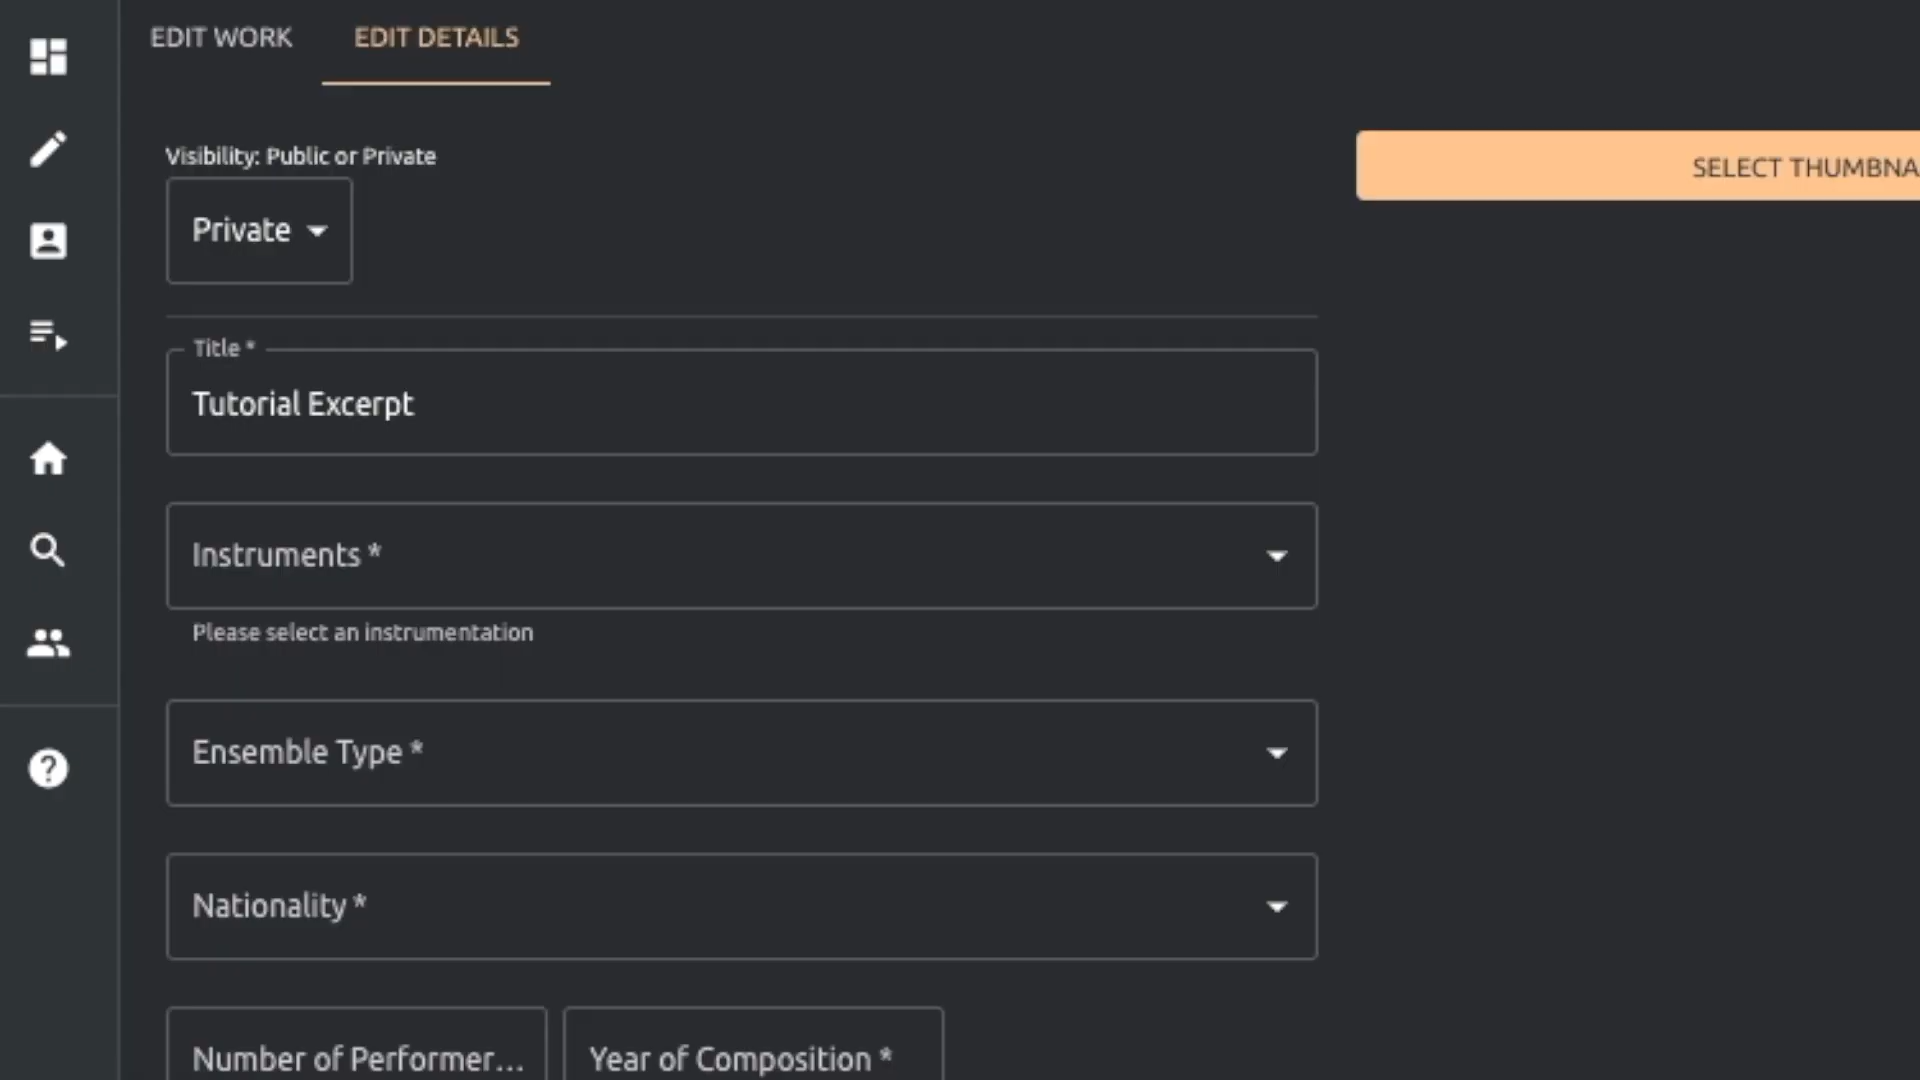 EDIT WORK EDIT DETAILS
Visibility: Public or Private
SELECT THUMBNA
Private
Title *
Tutorial Excerpt
Instruments *
Please select an instrumentation
Ensemble Type *
Nationality *
Number of Performer... Year of Composition *